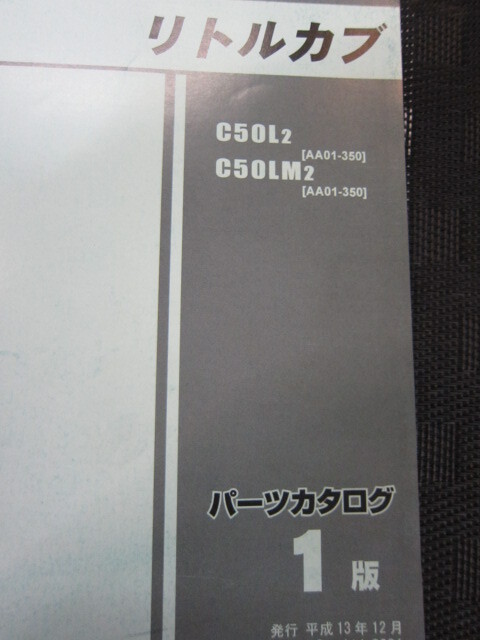 リトルカブ
C50L2
[AA01-350]
C50LM2
[AA01-350]
パーツカタログ
1版
発行 平成13年12月